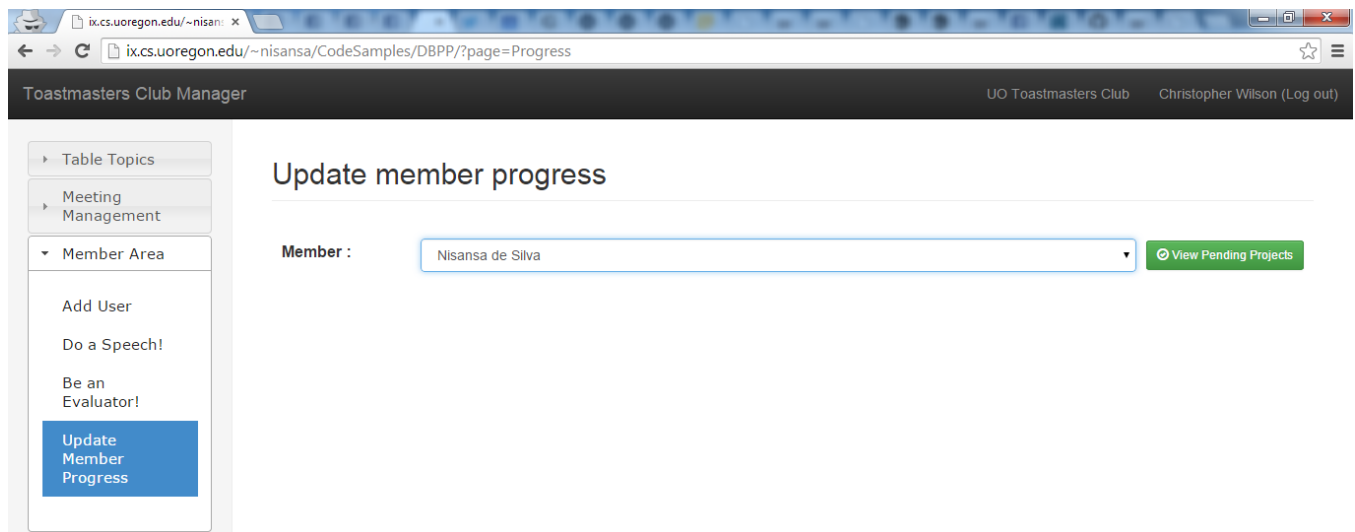 ix.cs.uoregon.edu/~nisans
ix.cs.uoregon.edu/~nisansa/CodeSamples/DBPP/?page=Progress
Toastmasters Club Manager
UO Toastmasters Club
Christopher Wilson (Log out)
Table Topics
Meeting
Management
Member Area
Add User
Do a Speech!
Be an
Evaluator!
Update
Member
Progress
Update member progress
Member :
Nisansa de Silva
View Pending Projects